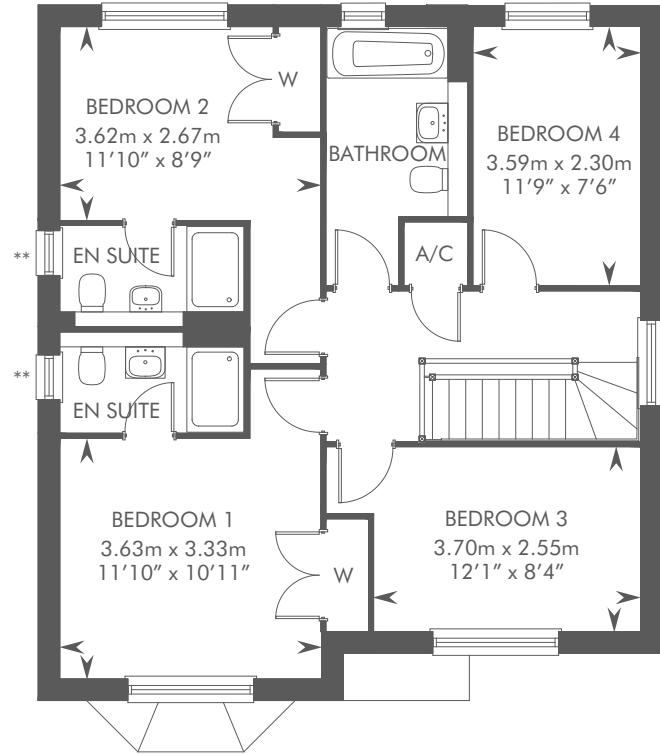 BEDROOM 2
3.62m x 2.67m
11’10” x 8’9”
W
BATHROOM
BEDROOM 4
3.59m x 2.30m
11’9” x 7’6”
**
EN SUITE
A/C
**
EN SUITE
BEDROOM 1
3.63m x 3.33m
11’10” x 10’11”
W
BEDROOM 3
3.70m x 2.55m
12’1” x 8’4”